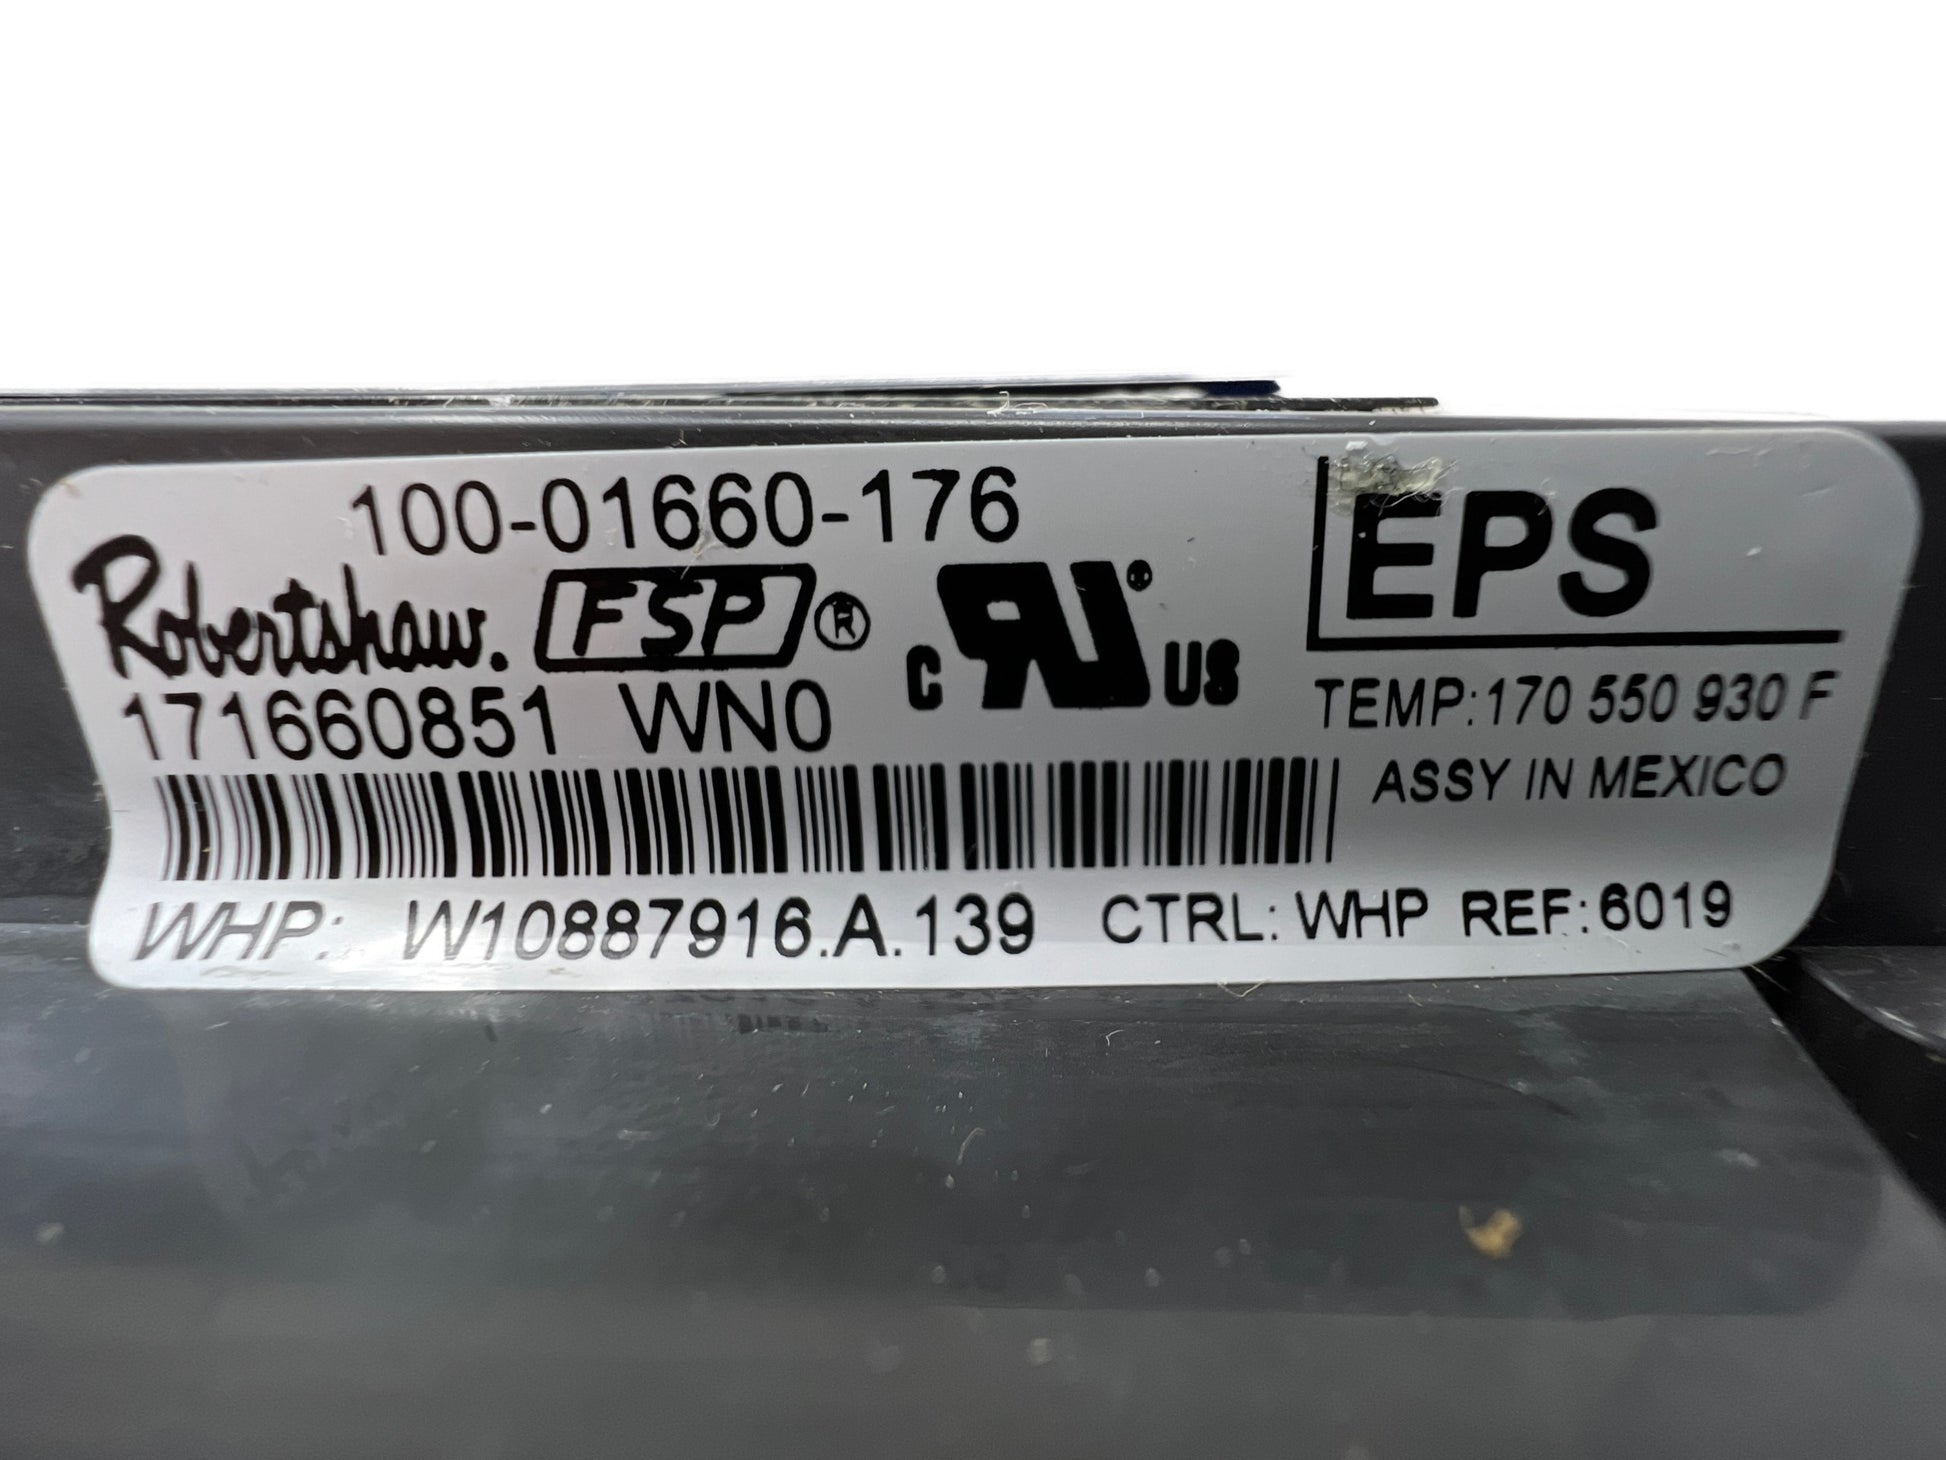 100-01660-176
Robertshaw. FSP®
c RU® US
EPS
171660851 WN0
TEMP:170 550 930 F
ASSY IN MEXICO
WHP: W10887916.A.139 CTRL: WHP REF:6019